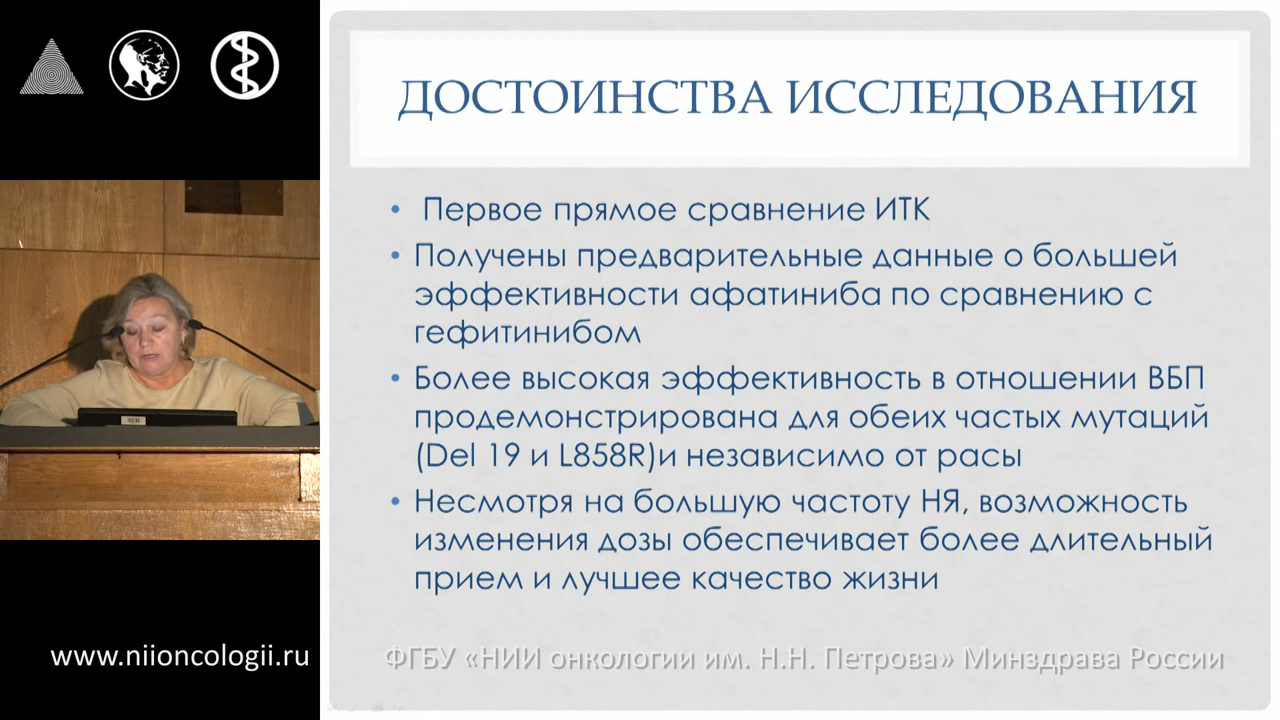 ДОСТОИНСТВА ИССЛЕДОВАНИЯ
• Первое прямое сравнение ИТК
• Получены предварительные данные о большей
эффективности афатиниба по сравнению с
гефитинибом
• Более высокая эффективность в отношении ВБП
продемонстрирована для обеих частых мутаций
(Del 19 и L858R)и независимо от расы
• Несмотря на большую частоту НЯ, возможность
изменения дозы обеспечивает более длительный
прием и лучшее качество жизни
www.niioncologii.ru
ФГБУ «НИИ онкологии им. Н.Н. Петрова» Минздрава России